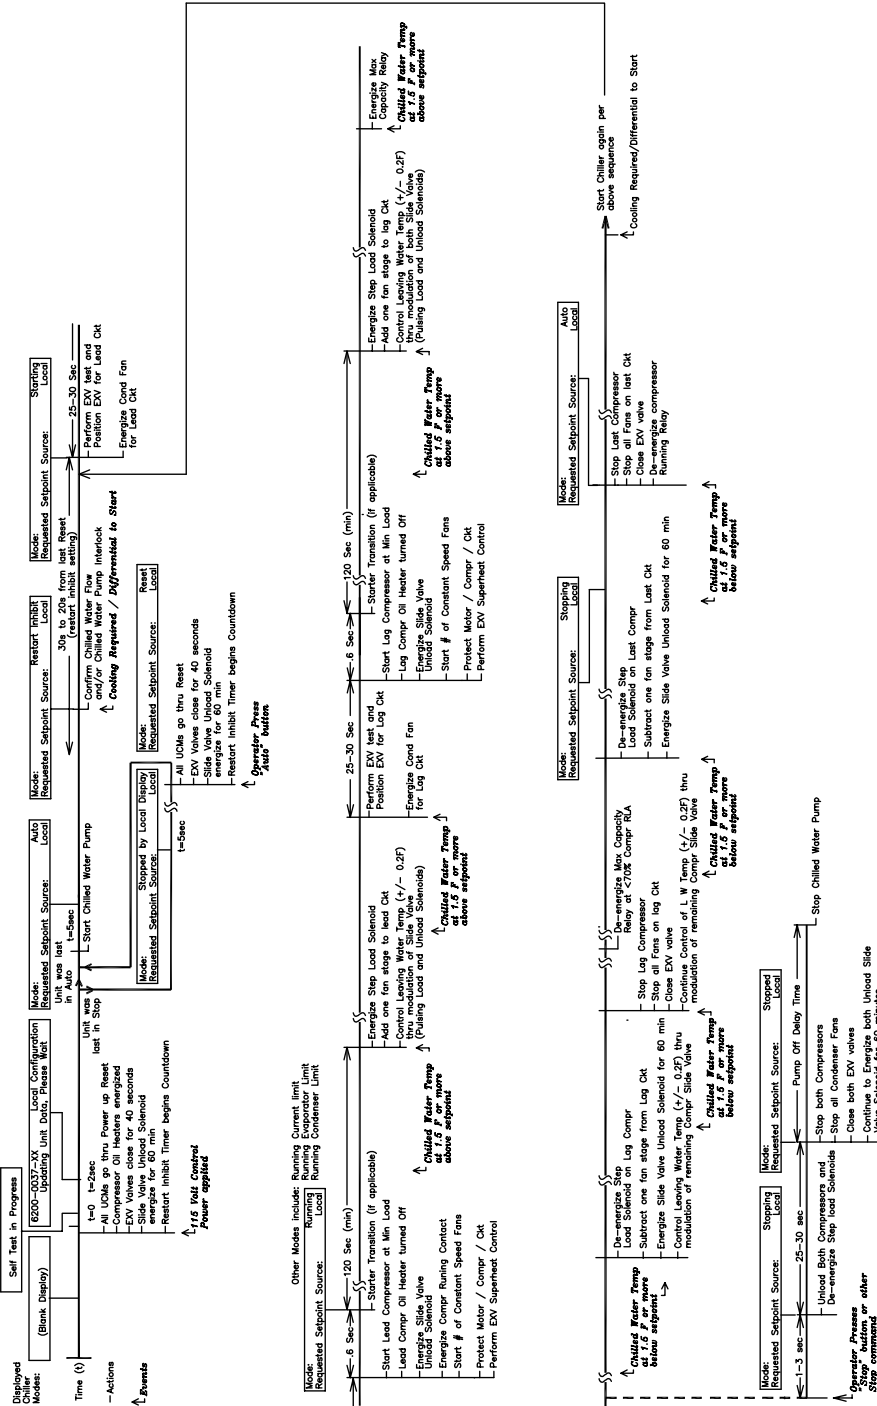 Displayed
Chiller
Modes:
Self Test in Progress
(Blank Display)
6200-0037-XX Local Configuration
Updating Unit Data, Please Wait
Mode: Auto
Requested Setpoint Source: Local
Mode: Restart Inhibit
Requested Setpoint Source: Local
Mode: Starting
Requested Setpoint Source: Local
Time (t)
t=0
t=2sec
Unit was last
in Auto
Unit was
last in Stop
t=5sec
30s to 20s from last Reset
(restart inhibit setting)
25-30 Sec
-Actions
Events
All UCMs go thru Power up Reset
Compressor Oil Heaters energized
EXV Valves close for 40 seconds
Slide Valve Unload Solenoid
energize for 60 min
Restart Inhibit Timer begins Countdown
115 Volt Control
Power applied
Start Chilled Water Pump
Confirm Chilled Water Flow
and/or Chilled Water Pump Interlock
Cooling Required / Differential to Start
Perform EXV test and
Position EXV for Lead Ckt
Energize Cond Fan
for Lead Ckt
Mode: Stopped by Local Display
Requested Setpoint Source: Local
Mode: Reset
Requested Setpoint Source: Local
t=5sec
All UCMs go thru Reset
EXV Valves close for 40 seconds
Slide Valve Unload Solenoid
energize for 60 min
Restart Inhibit Timer begins Countdown
Operator Press
"Auto" button
Other Modes Include: Running Current limit
Running Evaporator Limit
Running Condenser Limit
Mode: Running
Requested Setpoint Source: Local
.6 Sec
120 Sec (min)
Starter Transition (if applicable)
Start Lead Compressor at Min Load
Lead Compr Oil Heater turned Off
Energize Slide Valve
Unload Solenoid
Energize Compr Runing Contact
Start # of Constant Speed Fans
Protect Motor / Compr / Ckt
Perform EXV Superheat Control
Chilled Water Temp
at 1.5 F or more
above setpoint
Energize Step Load Solenoid
Add one fan stage to lead Ckt
Control Leaving Water Temp (+/- 0.2F)
thru modulation of Slide Valve
(Pulsing Load and Unload Solenoids)
Chilled Water Temp
at 1.5 F or more
above setpoint
25-30 Sec
Perform EXV test and
Position EXV for Lag Ckt
Energize Cond Fan
for Lag Ckt
.6 Sec
120 Sec (min)
Starter Transition (if applicable)
Start Lag Compressor at Min Load
Lag Compr Oil Heater turned Off
Energize Slide Valve
Unload Solenoid
Start # of Constant Speed Fans
Protect Motor / Compr / Ckt
Perform EXV Superheat Control
Chilled Water Temp
at 1.5 F or more
above setpoint
Energize Step Load Solenoid
Add one fan stage to lag Ckt
Control Leaving Water Temp (+/- 0.2F)
thru modulation of both Slide Valve
(Pulsing Load and Unload Solenoids)
Energize Max
Capacity Relay
Chilled Water Temp
at 1.5 F or more
above setpoint
Mode: Stopping
Requested Setpoint Source: Local
Mode: Auto
Requested Setpoint Source: Local
Chilled Water Temp
at 1.5 F or more
below setpoint
De-energize Step
Load Solenoid on Lag Compr
Subtract one fan stage from Lag Ckt
Energize Slide Valve Unload Solenoid for 60 min
Control Leaving Water Temp (+/- 0.2F) thru
modulation of remaining Compr Slide Valve
Chilled Water Temp
at 1.5 F or more
below setpoint
De-energize Max Capacity
Relay at <70% Compr RLA
Stop Lag Compressor
Stop all Fans on lag Ckt
Close EXV valve
Continue Control of L W Temp (+/- 0.2F) thru
modulation of remaining Compr Slide Valve
Chilled Water Temp
at 1.5 F or more
below setpoint
De-energize Step
Load Solenoid on Last Compr
Subtract one fan stage from Last Ckt
Energize Slide Valve Unload Solenoid for 60 min
Chilled Water Temp
at 1.5 F or more
below setpoint
Stop Last Compressor
Stop all Fans on last Ckt
Close EXV valve
De-energize compressor
Running Relay
Start Chiller again per
above sequence
Cooling Required/Differential to Start
Mode: Stopping
Requested Setpoint Source: Local
Mode: Stopped
Requested Setpoint Source: Local
1-3 sec
25-30 sec
Pump Off Delay Time
Operator Presses
"Stop" button or other
Stop command
Unload Both Compressors and
De-energize Step load Solenoids
Stop both Compressors
Stop all Condenser Fans
Close both EXV valves
Continue to Energize both Unload Slide
Valve Solenoid for 60 minutes
Stop Chilled Water Pump